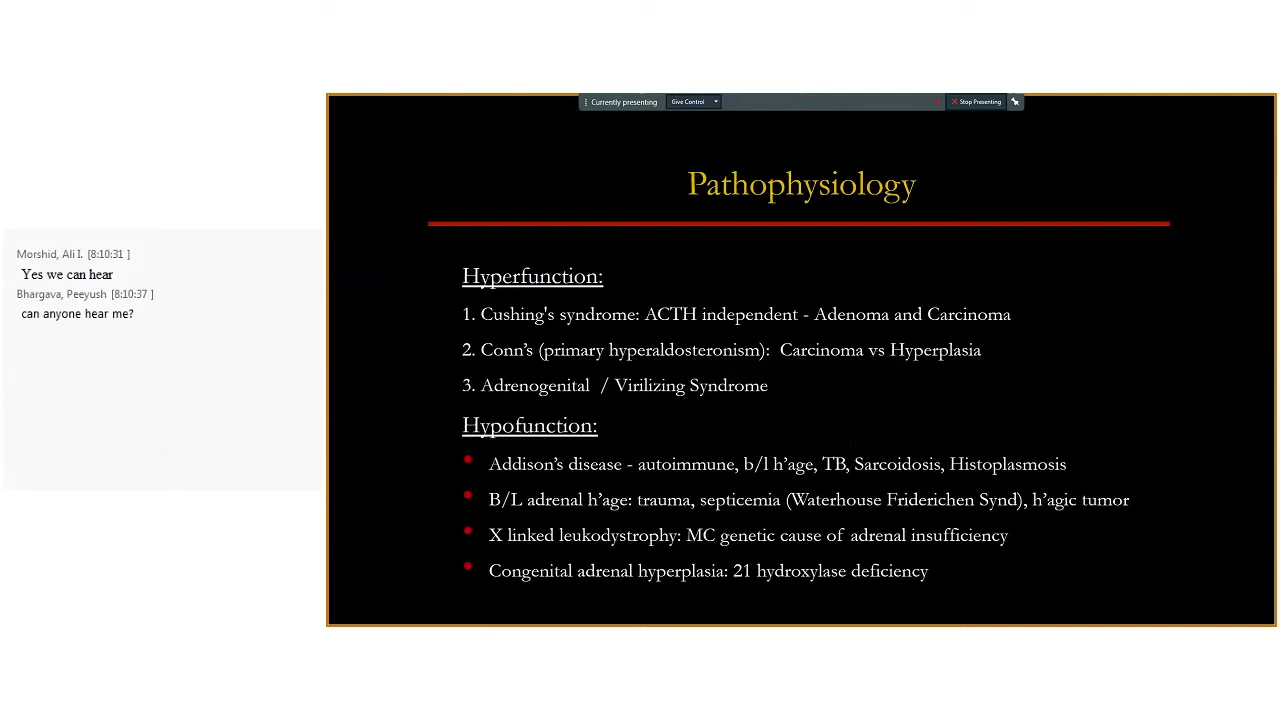 Currently presenting Give Control Stop Presenting
Pathophysiology
Morshid, Ali I. [8:10:31 ]
Yes we can hear
Bhargava, Peeyush [8:10:37 ]
can anyone hear me?
Hyperfunction:
1. Cushing's syndrome: ACTH independent - Adenoma and Carcinoma
2. Conn’s (primary hyperaldosteronism): Carcinoma vs Hyperplasia
3. Adrenogenital / Virilizing Syndrome
Hypofunction:
• Addison’s disease - autoimmune, b/l h’age, TB, Sarcoidosis, Histoplasmosis
• B/L adrenal h’age: trauma, septicemia (Waterhouse Friderichen Synd), h’agic tumor
• X linked leukodystrophy: MC genetic cause of adrenal insufficiency
• Congenital adrenal hyperplasia: 21 hydroxylase deficiency